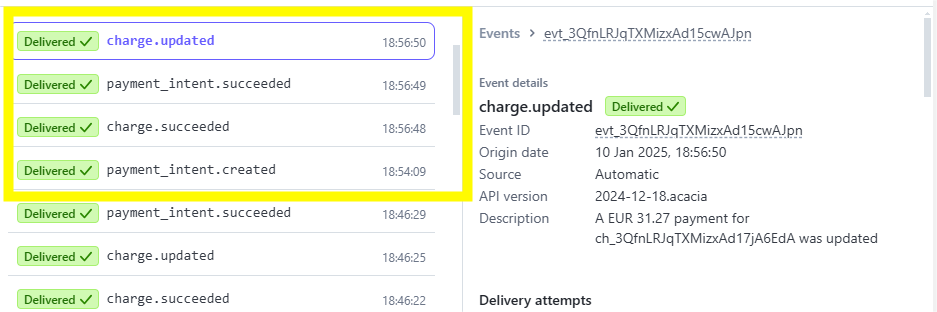 Delivered charge.updated 18:56:50
Delivered payment_intent.succeeded 18:56:49
Delivered charge.succeeded 18:56:48
Delivered payment_intent.created 18:54:09
Delivered payment_intent.succeeded 18:46:29
Delivered charge.updated 18:46:25
Delivered charge.succeeded 18:46:22
Events > evt_3QfnLRJqTXMizxAd15cwAJpn
Event details
charge.updated Delivered
Event ID evt_3QfnLRJqTXMizxAd15cwAJpn
Origin date 10 Jan 2025, 18:56:50
Source Automatic
API version 2024-12-18.acacia
Description A EUR 31.27 payment for
ch_3QfnLRJqTXMizxAd17jA6EdA was updated
Delivery attempts